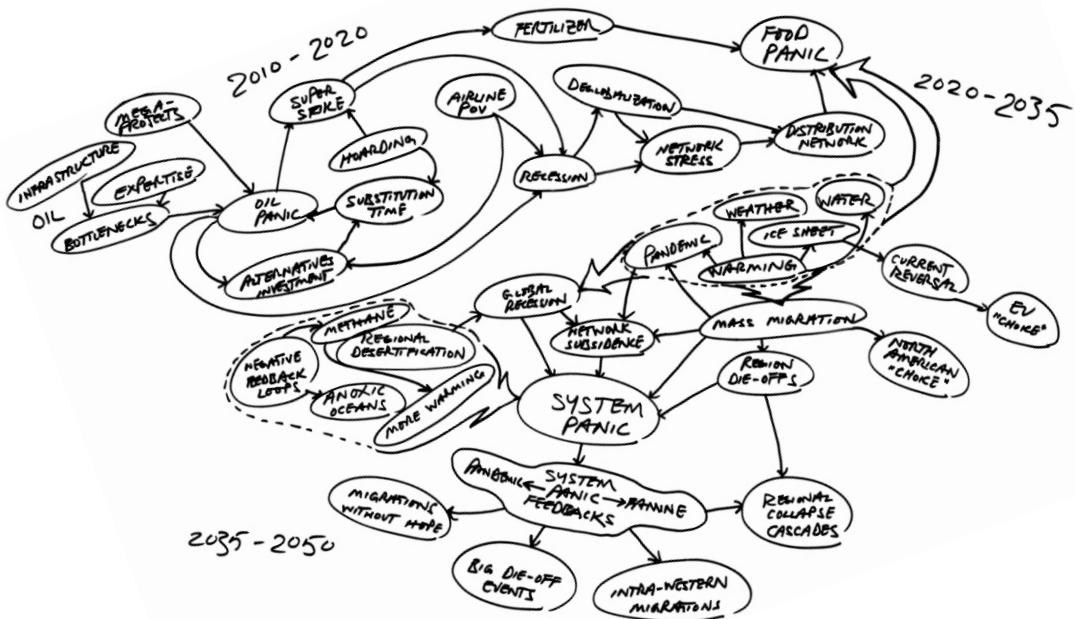 2010-2020
FERTILIZER
FOOD
PANIC
2020-2035
MEGA-
PROJECTS
SUPER
SPIKE
AIRLINE
POV
DEGLOBALIZATION
INFRASTRUCTURE
HOARDING
NETWORK
STRESS
DISTRIBUTION
NETWORK
EXPERTISE
OIL
BOTTLENECKS
OIL
PANIC
SUBSTITUTION
TIME
RECESSION
ALTERNATIVES
INVESTMENT
WEATHER
WATER
ICE SHEET
PANDEMIC
WARMING
CURRENT
REVERSAL
EU
"CHOICE"
GLOBAL
RECESSION
NETWORK
SUBSIDENCE
MASS MIGRATION
NORTH
AMERICAN
"CHOICE"
METHANE
REGIONAL
DESERTIFICATION
NEGATIVE
FEEDBACK
LOOPS
ANOXIC
OCEANS
MORE WARMING
REGION
DIE-OFFS
SYSTEM
PANIC
PANDEMIC
SYSTEM
PANIC
FEEDBACKS
FAMINE
MIGRATIONS
WITHOUT HOPE
REGIONAL
COLLAPSE
CASCADES
2035-2050
BIG DIE-OFF
EVENTS
INTRA-WESTERN
MIGRATIONS